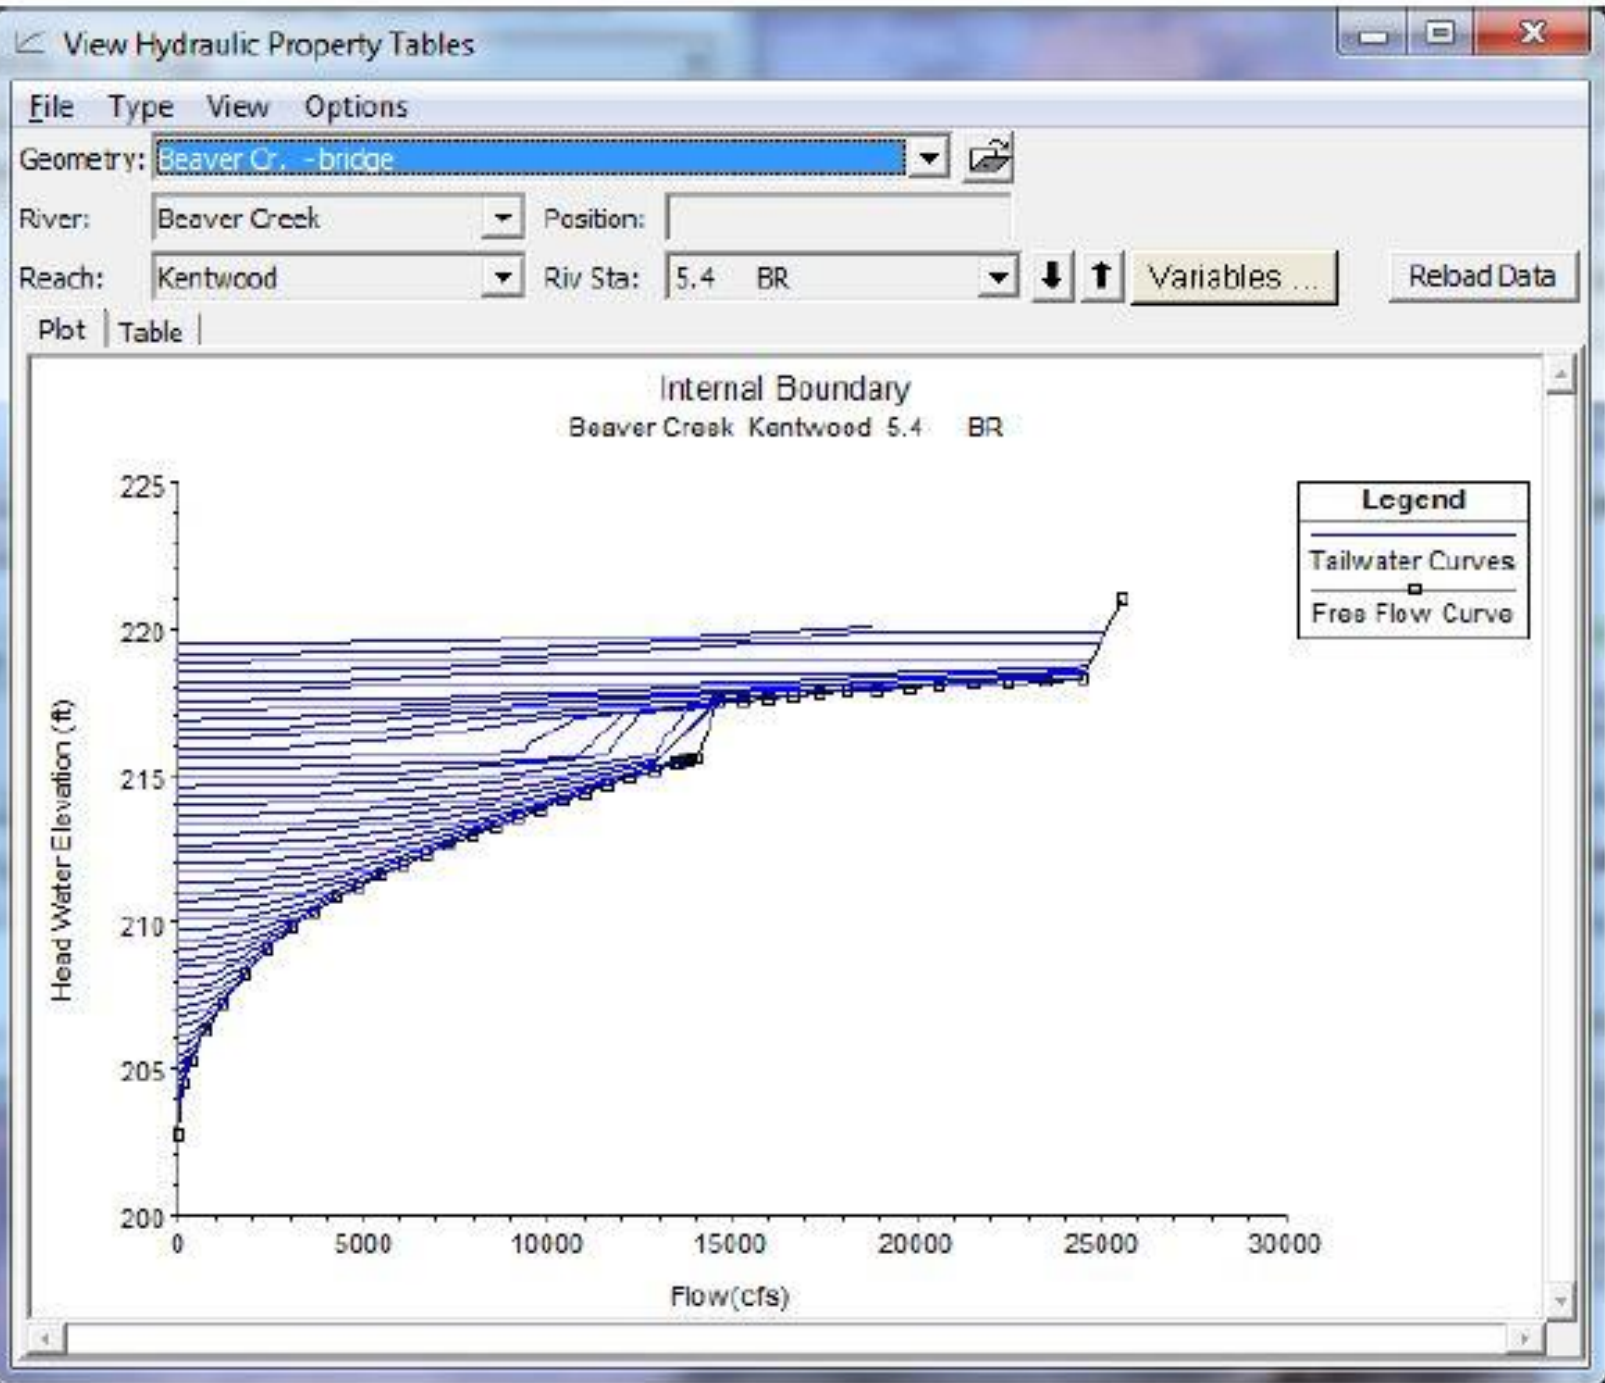 View Hydraulic Property Tables
File Type View Options
Geometry: Beaver Cr. - bridge
River: Beaver Creek Position:
Reach: Kentwood Riv Sta: 5.4 BR Variables ... Reload Data
Plot Table
Internal Boundary
Beaver Creek Kentwood 5.4 BR
Legend
Tailwater Curves
Free Flow Curve
Head Water Elevation (ft)
225
220
215
210
205
200
0 5000 10000 15000 20000 25000 30000
Flow(cfs)